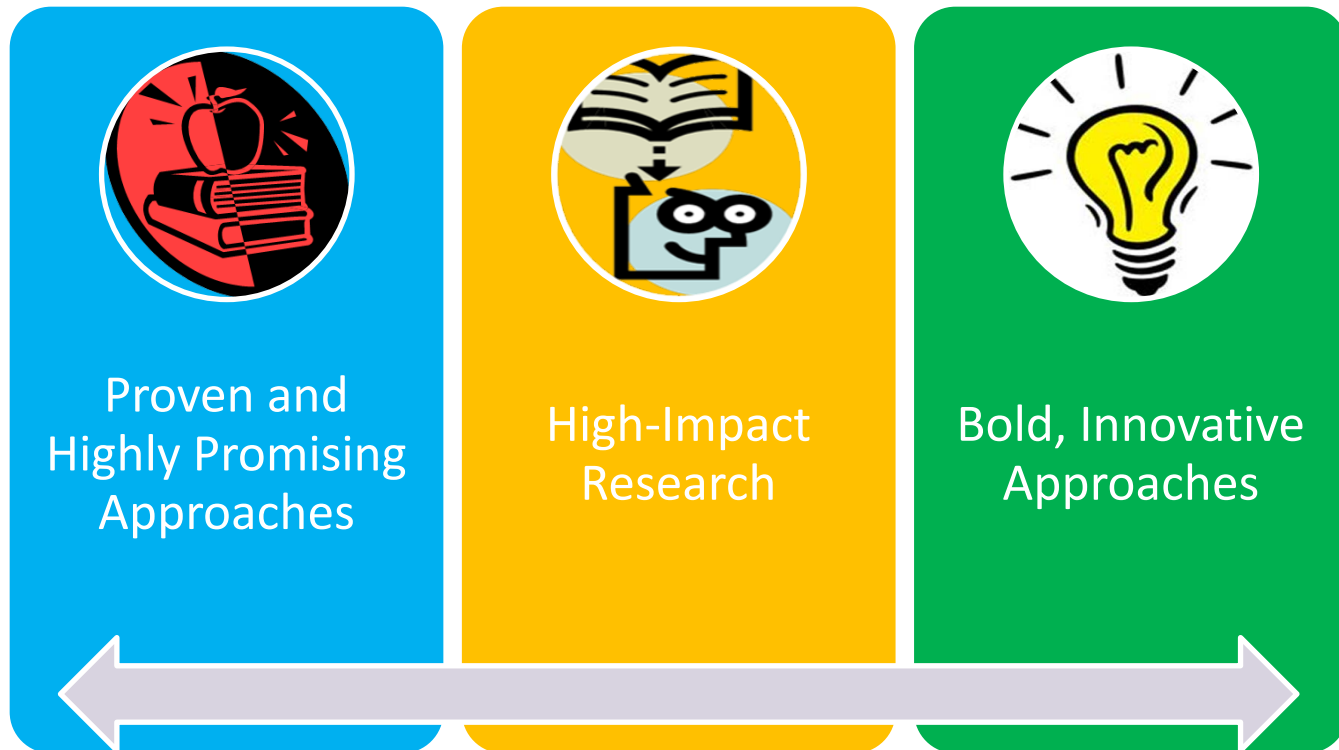 Proven and
Highly Promising
Approaches
High-Impact
Research
Bold, Innovative
Approaches